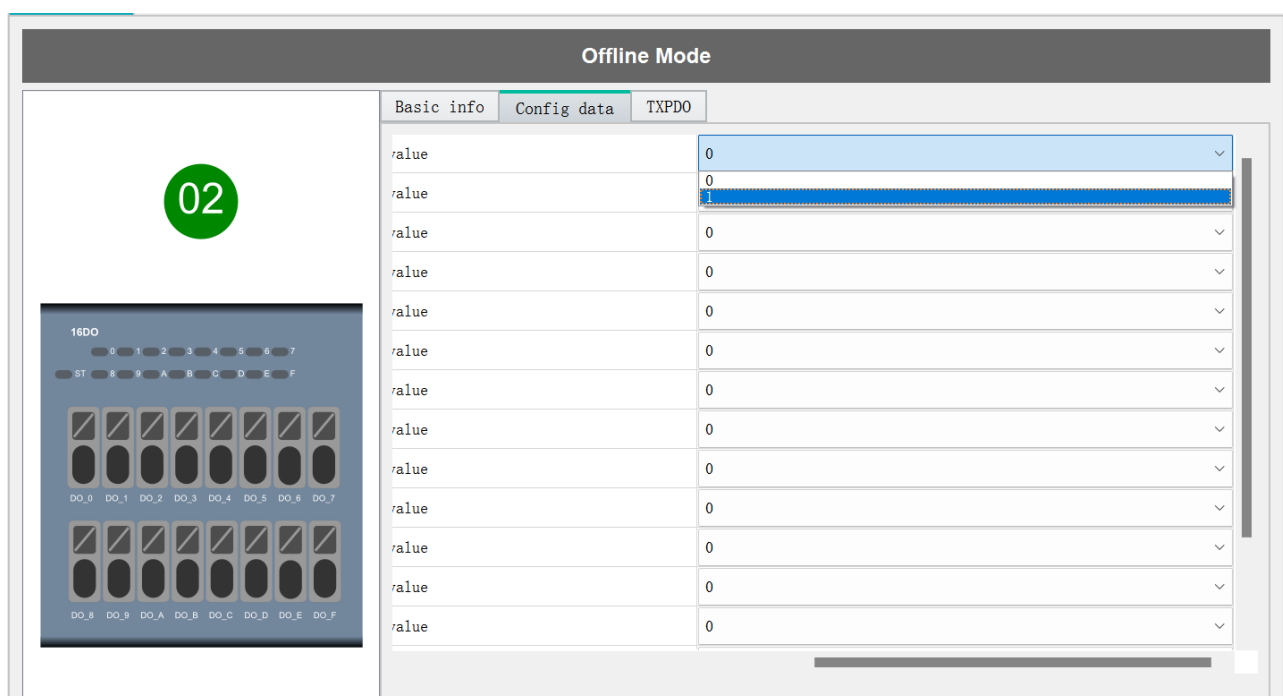 Offline Mode
Basic info Config data TXPDO
02
16DO
0 1 2 3 4 5 6 7
ST 8 9 A B C D E F
DO_0 DO_1 DO_2 DO_3 DO_4 DO_5 DO_6 DO_7
DO_8 DO_9 DO_A DO_B DO_C DO_D DO_E DO_F
value 0
0
value 1
value 0
value 0
value 0
value 0
value 0
value 0
value 0
value 0
value 0
value 0
value 0